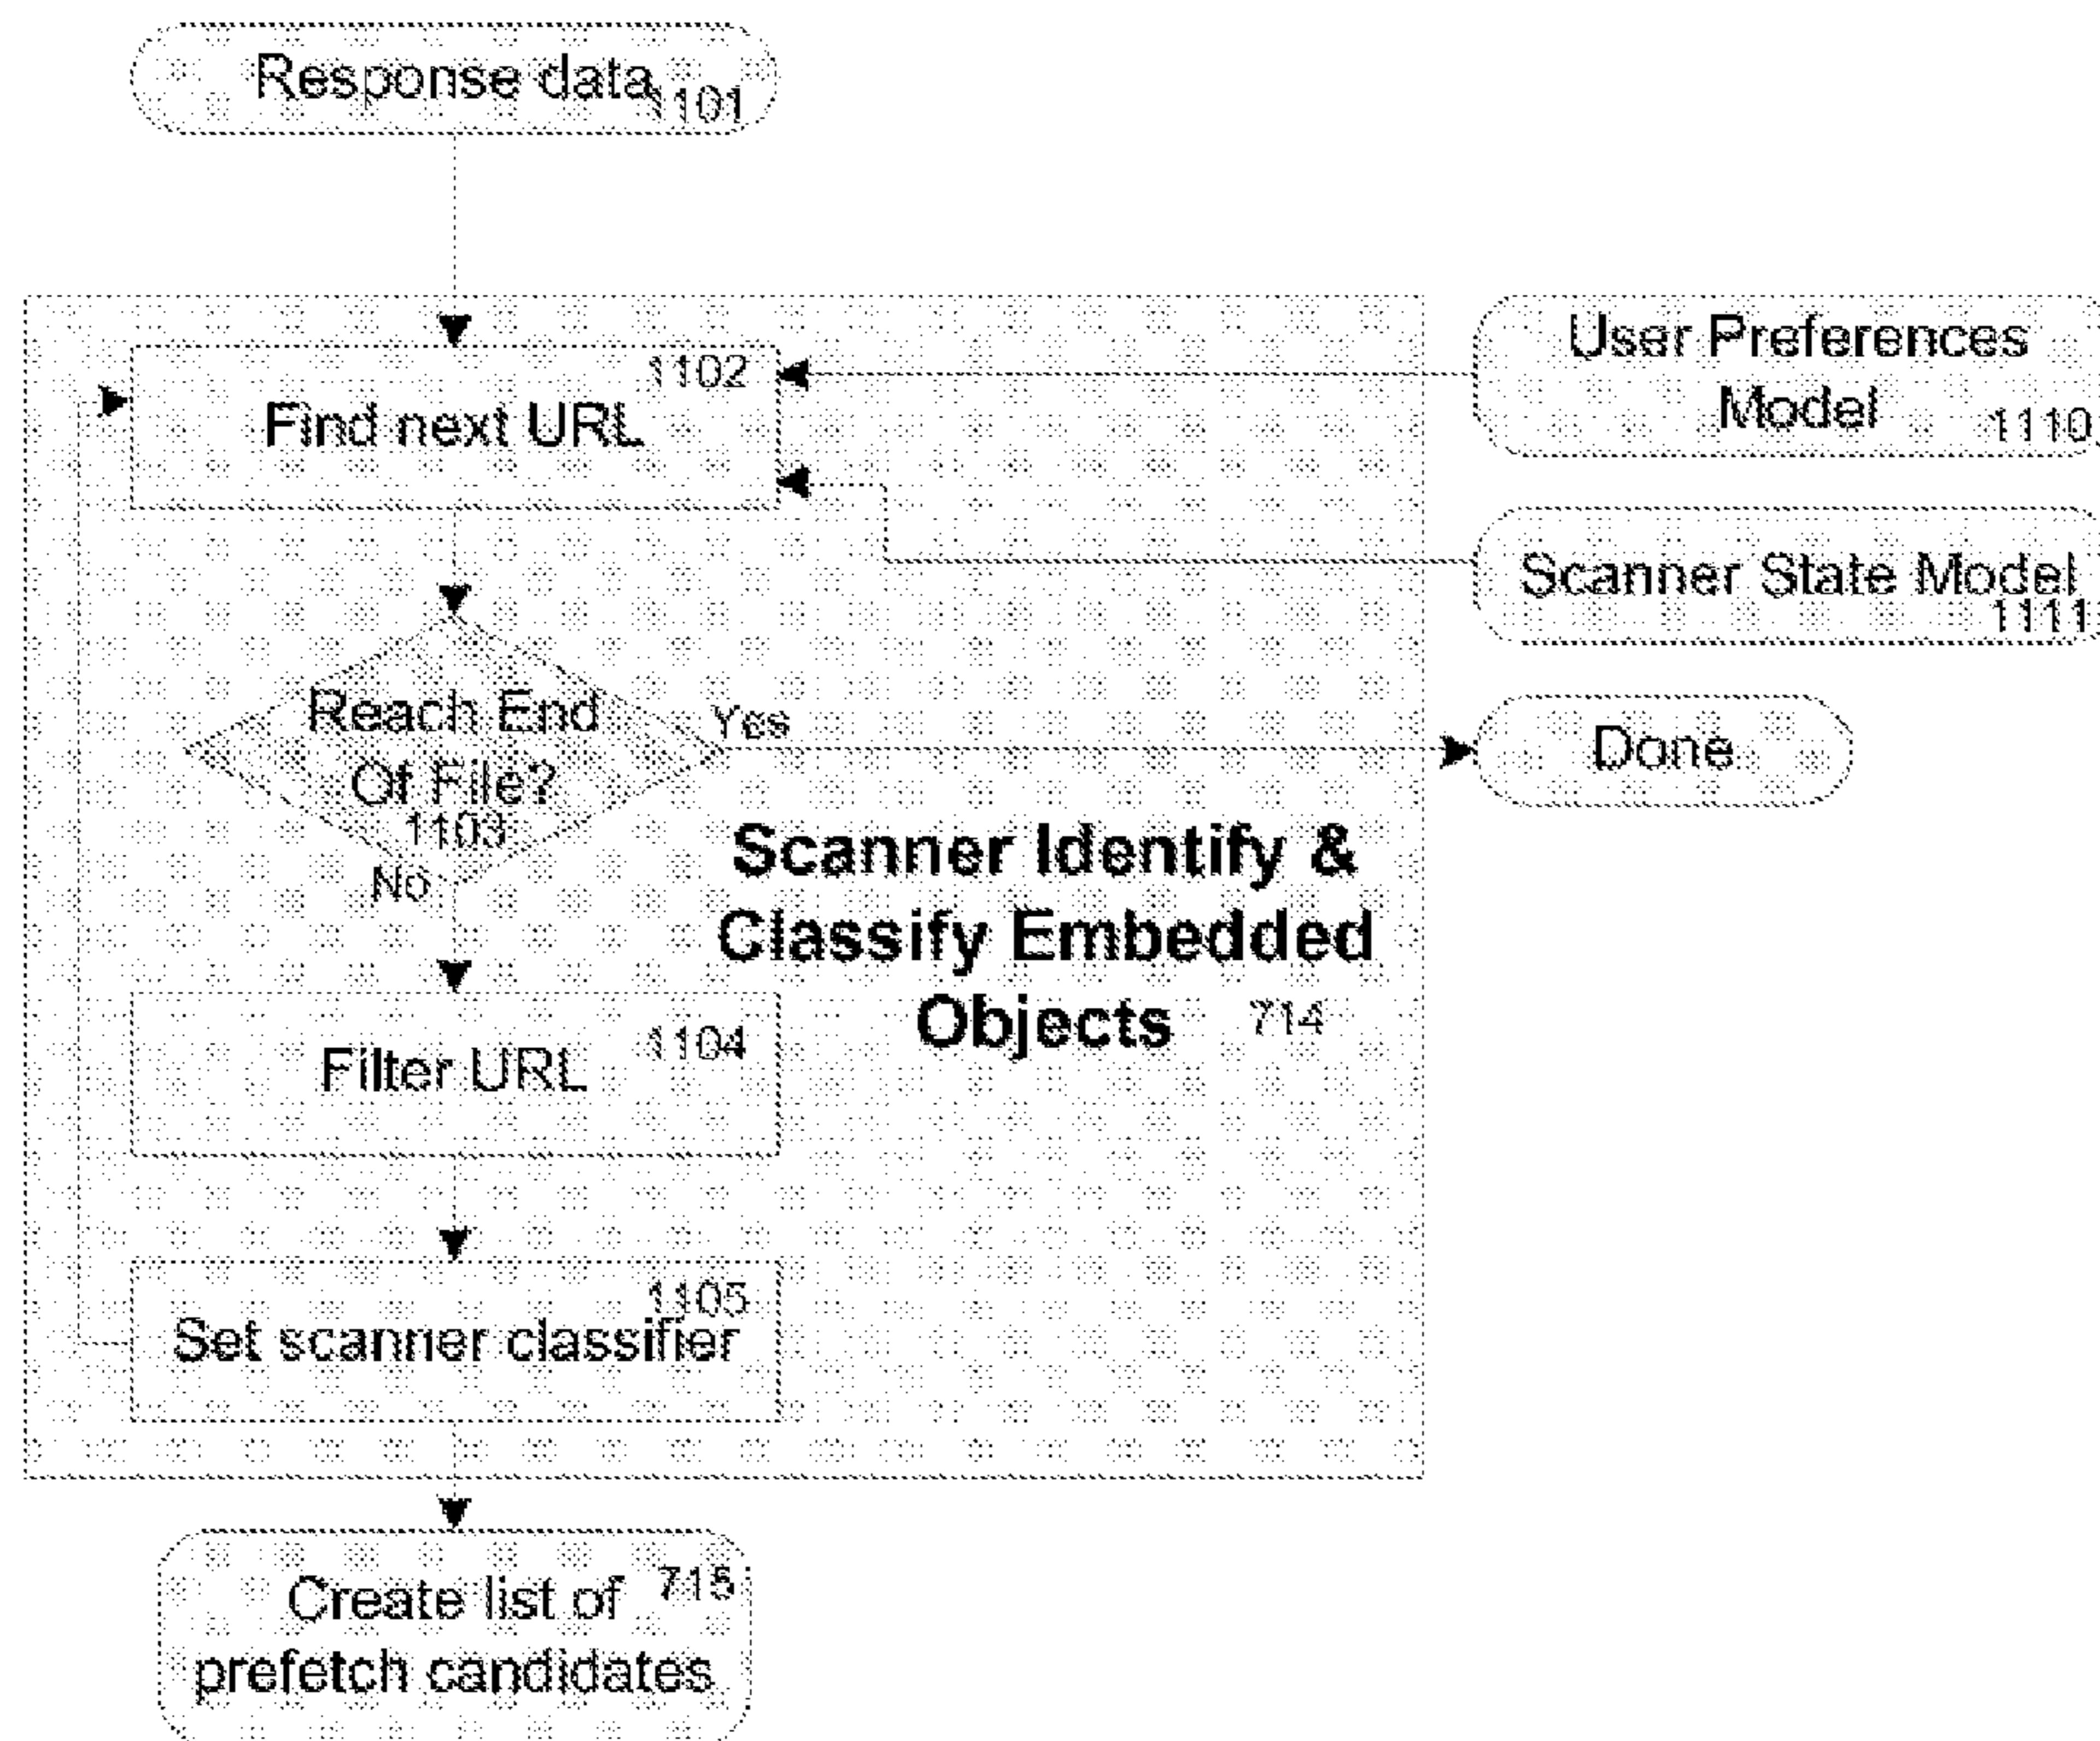 Response data
1101
1102
Find next URL
User Preferences
Model
1110
Scanner State Model
1111
Reach End
Of File?
1103
Yes
No
Done
Scanner Identify &
Classify Embedded
Objects 714
1104
Filter URL
1105
Set scanner classifier
Create list of 715
prefetch candidates